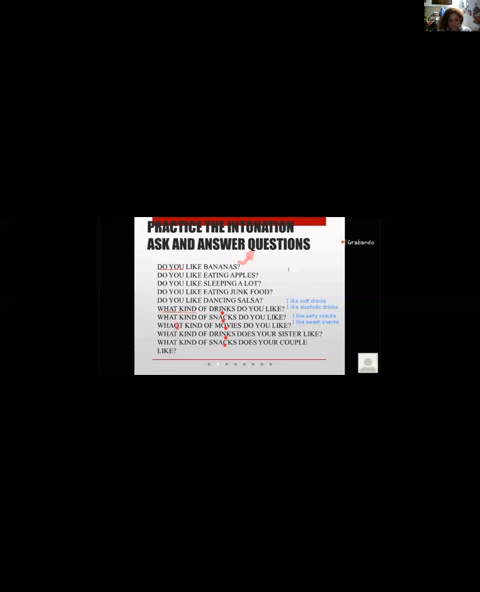 PRACTICE THE INTONATION
ASK AND ANSWER QUESTIONS
Grabando
DO YOU LIKE BANANAS?
DO YOU LIKE EATING APPLES?
DO YOU LIKE SLEEPING A LOT?
DO YOU LIKE EATING JUNK FOOD?
DO YOU LIKE DANCING SALSA?
I like soft drinks
WHAT KIND OF DRINKS DO YOU LIKE?
I like alcoholic drinks
WHAT KIND OF SNACKS DO YOU LIKE?
I like salty snacks
I like sweet snacks
WHAT KIND OF MOVIES DO YOU LIKE?
WHAT KIND OF DRINKS DOES YOUR SISTER LIKE?
WHAT KIND OF SNACKS DOES YOUR COUPLE
LIKE?